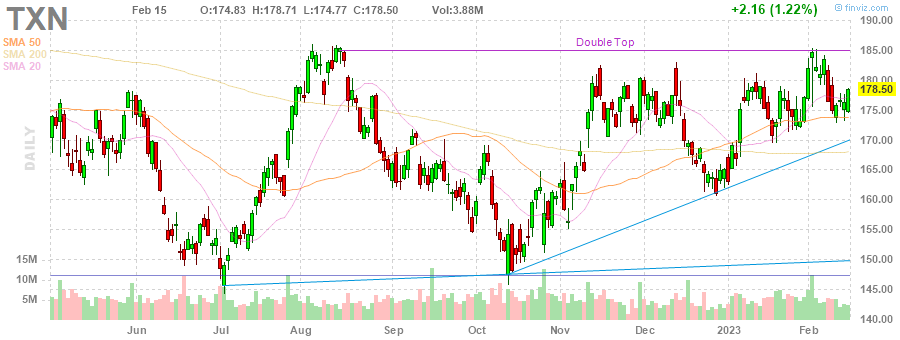 TXN
Feb 15
O:174.83 H:178.71 L:174.77 C:178.50
Vol:3.88M
+2.16 (1.22%)
finviz.com
SMA 50
SMA 200
SMA 20
Double Top
190.00
185.00
180.00
178.50
175.00
170.00
165.00
160.00
155.00
150.00
145.00
140.00
DAILY
15M
10M
5M
Jun
Jul
Aug
Sep
Oct
Nov
Dec
2023
Feb